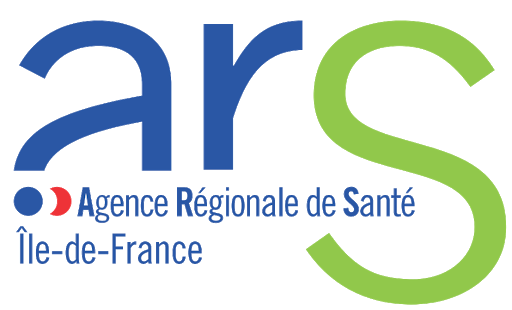 arS
Agence Régionale de Santé
Île-de-France